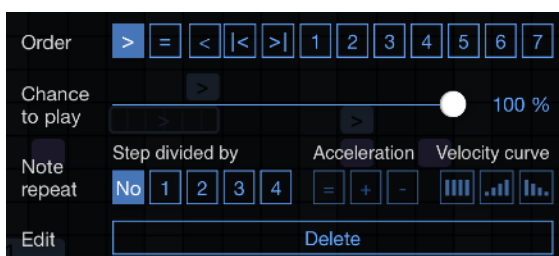 Order > = < |< >| 1 2 3 4 5 6 7
Chance
to play
100 %
Note
repeat
Step divided by Acceleration Velocity curve
No 1 2 3 4 = + -
Edit Delete